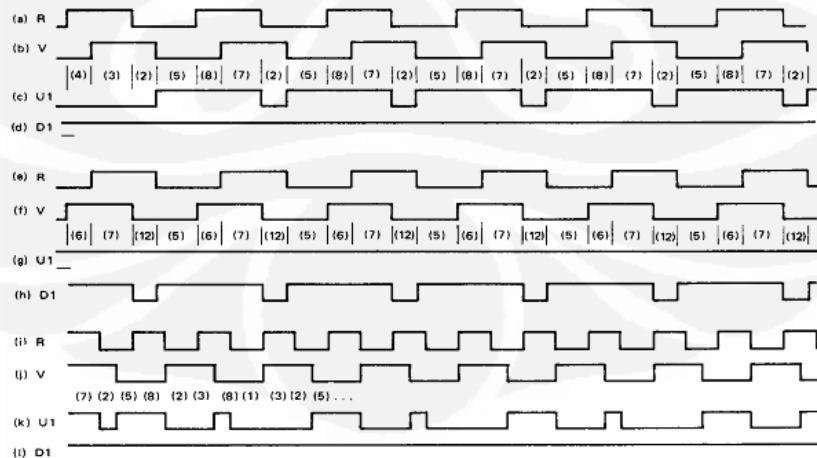 (a) R
(b) V
(4) (3) (2) (5) (8) (7) (2) (5) (8) (7) (2) (5) (8) (7) (2) (5) (8) (7) (2) (5) (8) (7) (2)
(c) U1
(d) D1
(e) R
(f) V
(6) (7) (12) (5) (6) (7) (12) (5) (6) (7) (12) (5) (6) (7) (12) (5) (6) (7) (12) (5) (6) (7) (12)
(g) U1
(h) D1
(i) R
(j) V
(7) (2) (5) (8) (2) (3) (8) (1) (3) (2) (5) ...
(k) U1
(l) D1